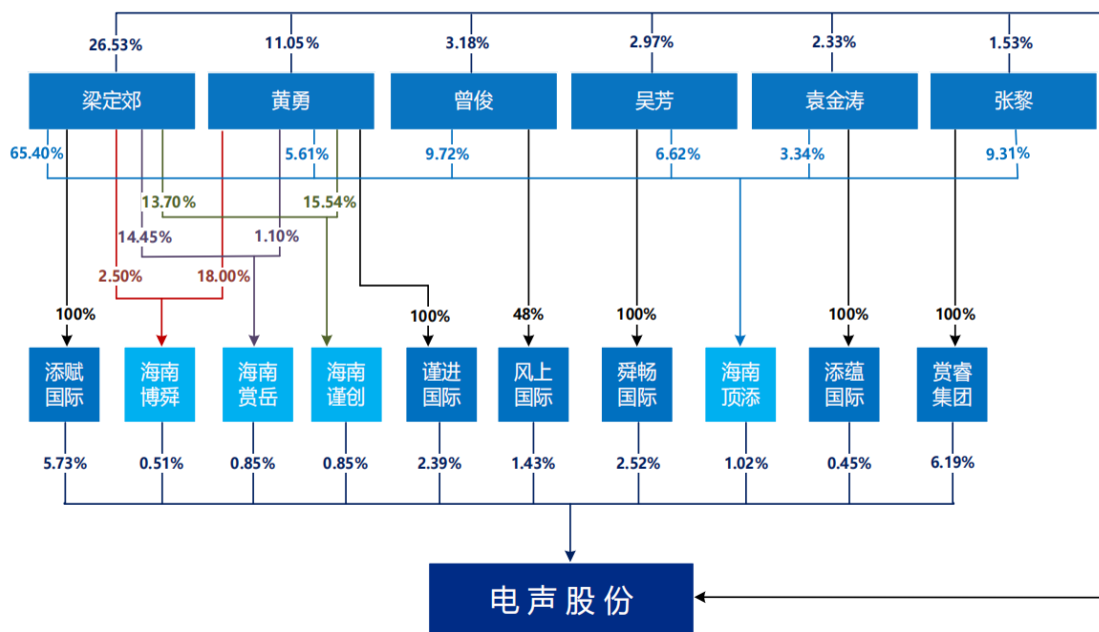 26.53%
11.05%
3.18%
2.97%
2.33%
1.53%
梁定郊
黄勇
曾俊
吴芳
袁金涛
张黎
65.40%
5.61%
9.72%
6.62%
3.34%
9.31%
13.70%
15.54%
14.45%
1.10%
2.50%
18.00%
100%
100%
48%
100%
100%
100%
添赋
国际
海南
博舜
海南
赏岳
海南
谨创
谨进
国际
风上
国际
舜畅
国际
海南
顶添
添蕴
国际
赏睿
集团
5.73%
0.51%
0.85%
0.85%
2.39%
1.43%
2.52%
1.02%
0.45%
6.19%
电声股份